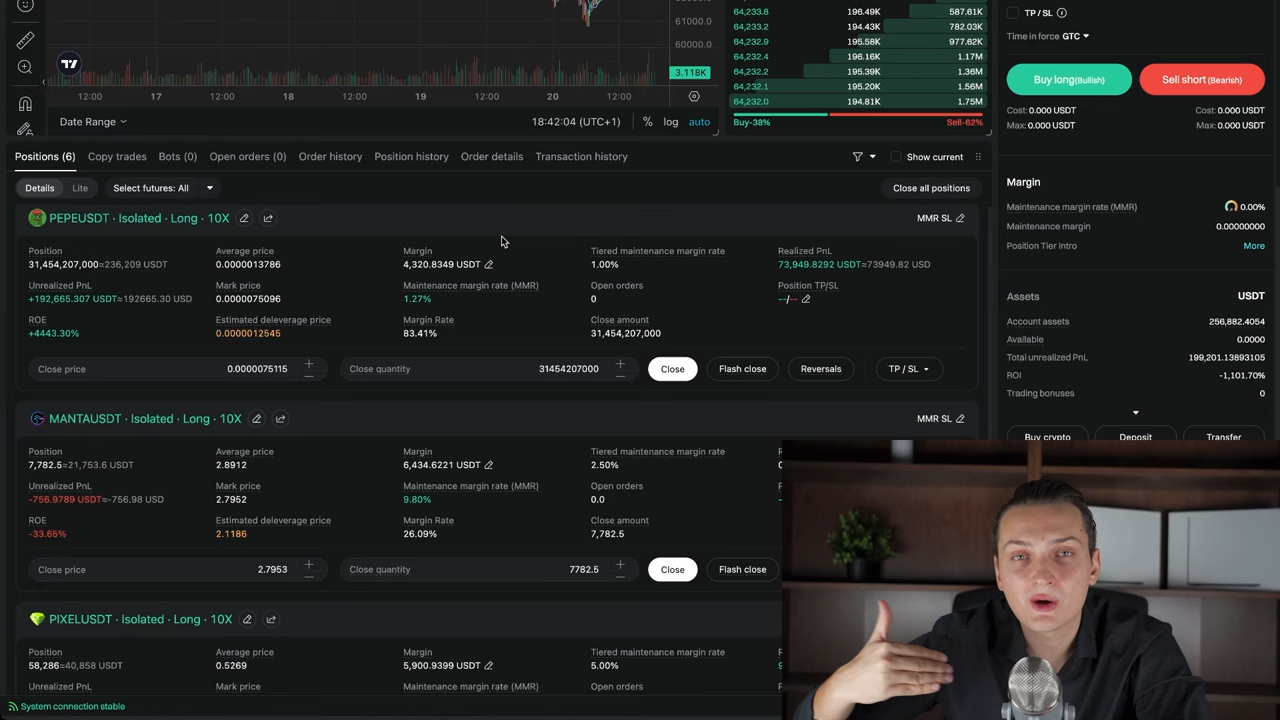 61000.0
60000.0
3.118K
12:00
17
12:00
18
12:00
19
12:00
20
12:00
Date Range
18:42:04 (UTC+1)
%
log
auto
64,233.8 196.49K 587.61K
64,233.2 194.43K 782.03K
64,232.9 195.58K 977.62K
64,232.4 196.16K 1.17M
64,232.2 195.39K 1.36M
64,232.1 195.20K 1.56M
64,232.0 194.81K 1.75M
Buy-38% Sell-62%
TP / SL
Time in force GTC
Buy long(Bullish) Sell short (Bearish)
Cost: 0.000 USDT Cost: 0.000 USDT
Max: 0.000 USDT Max: 0.000 USDT
Margin
Maintenance margin rate (MMR) 0.00%
Maintenance margin 0.00000000
Position Tier Intro More
Assets USDT
Account assets 256,882.4054
Available 0.0000
Total unrealized PnL 199,201.13893105
ROI -1,101.70%
Trading bonuses 0
Buy crypto Deposit Transfer
Positions (6) Copy trades Bots (0) Open orders (0) Order history Position history Order details Transaction history Show current
Details Lite Select futures: All Close all positions
PEPEUSDT · Isolated · Long · 10X MMR SL
Position Average price Margin Tiered maintenance margin rate Realized PnL
31,454,207,000≈236,209 USDT 0.0000013786 4,320.8349 USDT 1.00% 73,949.8292 USDT≈73949.82 USD
Unrealized PnL Mark price Maintenance margin rate (MMR) Open orders Position TP/SL
+192,665.307 USDT≈192665.30 USD 0.0000075096 1.27% 0 --/--
ROE Estimated deleverage price Margin Rate Close amount
+4443.30% 0.0000012545 83.41% 31,454,207,000
Close price 0.0000075115 Close quantity 31454207000 Close Flash close Reversals TP / SL
MANTAUSDT · Isolated · Long · 10X MMR SL
Position Average price Margin Tiered maintenance margin rate
7,782.5≈21,753.6 USDT 2.8912 6,434.6221 USDT 2.50%
Unrealized PnL Mark price Maintenance margin rate (MMR) Open orders
-756.9789 USDT≈-756.98 USD 2.7952 9.80% 0.0
ROE Estimated deleverage price Margin Rate Close amount
-33.65% 2.1186 26.09% 7,782.5
Close price 2.7953 Close quantity 7782.5 Close Flash close
PIXELUSDT · Isolated · Long · 10X
Position Average price Margin Tiered maintenance margin rate
58,286≈40,858 USDT 0.5269 5,900.9399 USDT 5.00%
Unrealized PnL Mark price Maintenance margin rate (MMR) Open orders
System connection stable